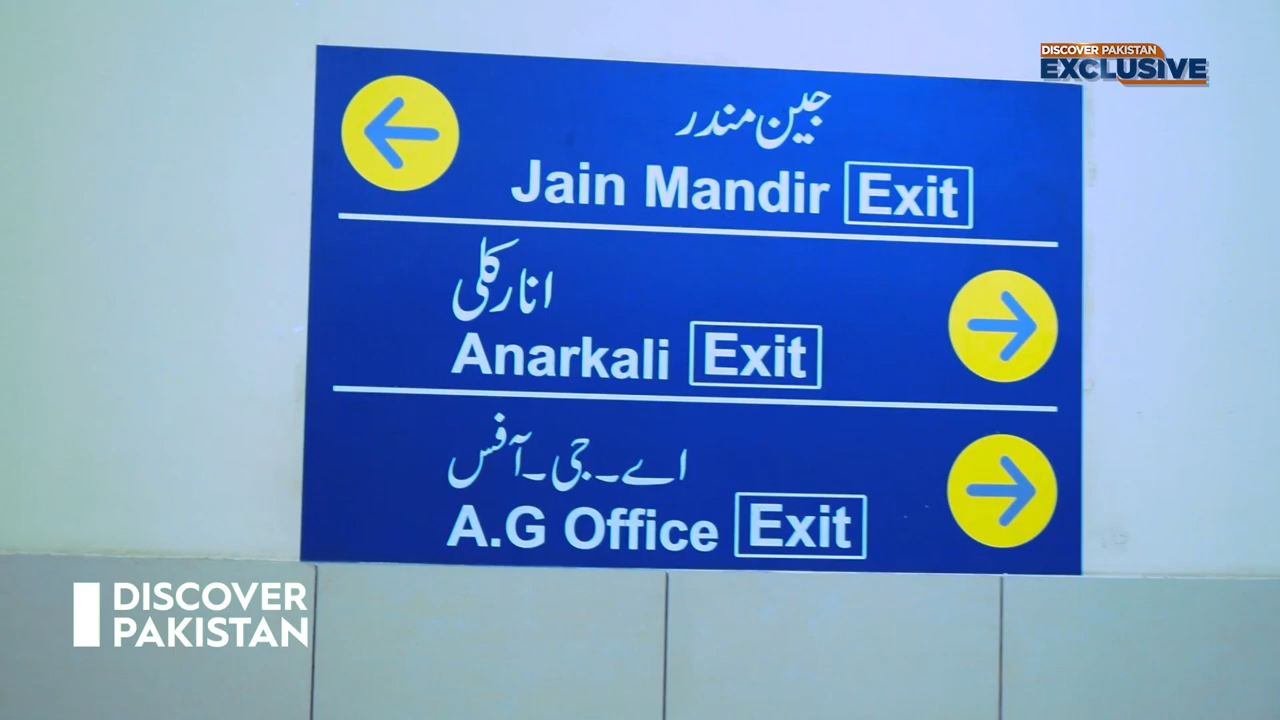 DISCOVER PAKISTAN
EXCLUSIVE
جین مندر
Jain Mandir Exit
انارکلی
Anarkali Exit
اے۔جی۔آفس
A.G Office Exit
DISCOVER
PAKISTAN